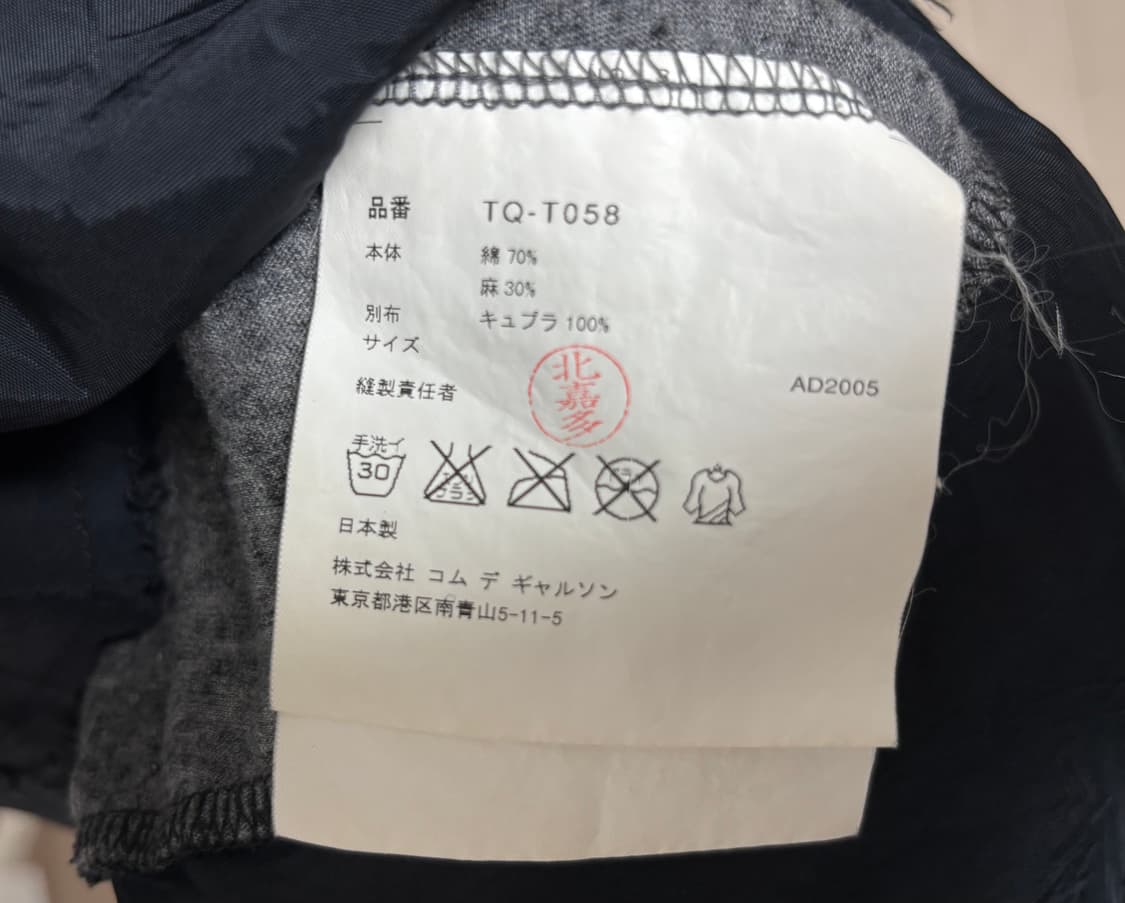 品番 TQ-T058
本体 綿 70%
麻 30%
別布 キュプラ 100%
サイズ
縫製責任者 北嘉多 AD2005
手洗イ
30
日本製
株式会社 コム デ ギャルソン
東京都港区南青山5-11-5